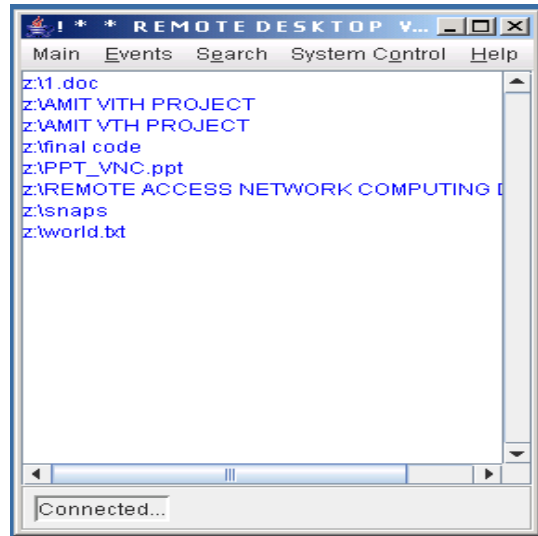 ! * * REMOTE DESKTOP V...
Main Events Search System Control Help
z:\1.doc
z:\AMIT VITH PROJECT
z:\AMIT VTH PROJECT
z:\final code
z:\PPT_VNC.ppt
z:\REMOTE ACCESS NETWORK COMPUTING
z:\snaps
z:\world.txt
Connected...